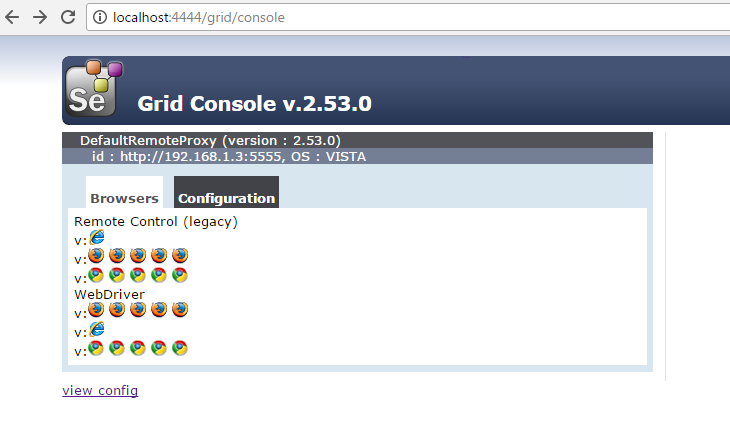 localhost:4444/grid/console
Se
Grid Console v.2.53.0
DefaultRemoteProxy (version : 2.53.0)
id : http://192.168.1.3:5555, OS : VISTA
Browsers Configuration
Remote Control (legacy)
v:
v:
v:
WebDriver
v:
v:
v:
view config